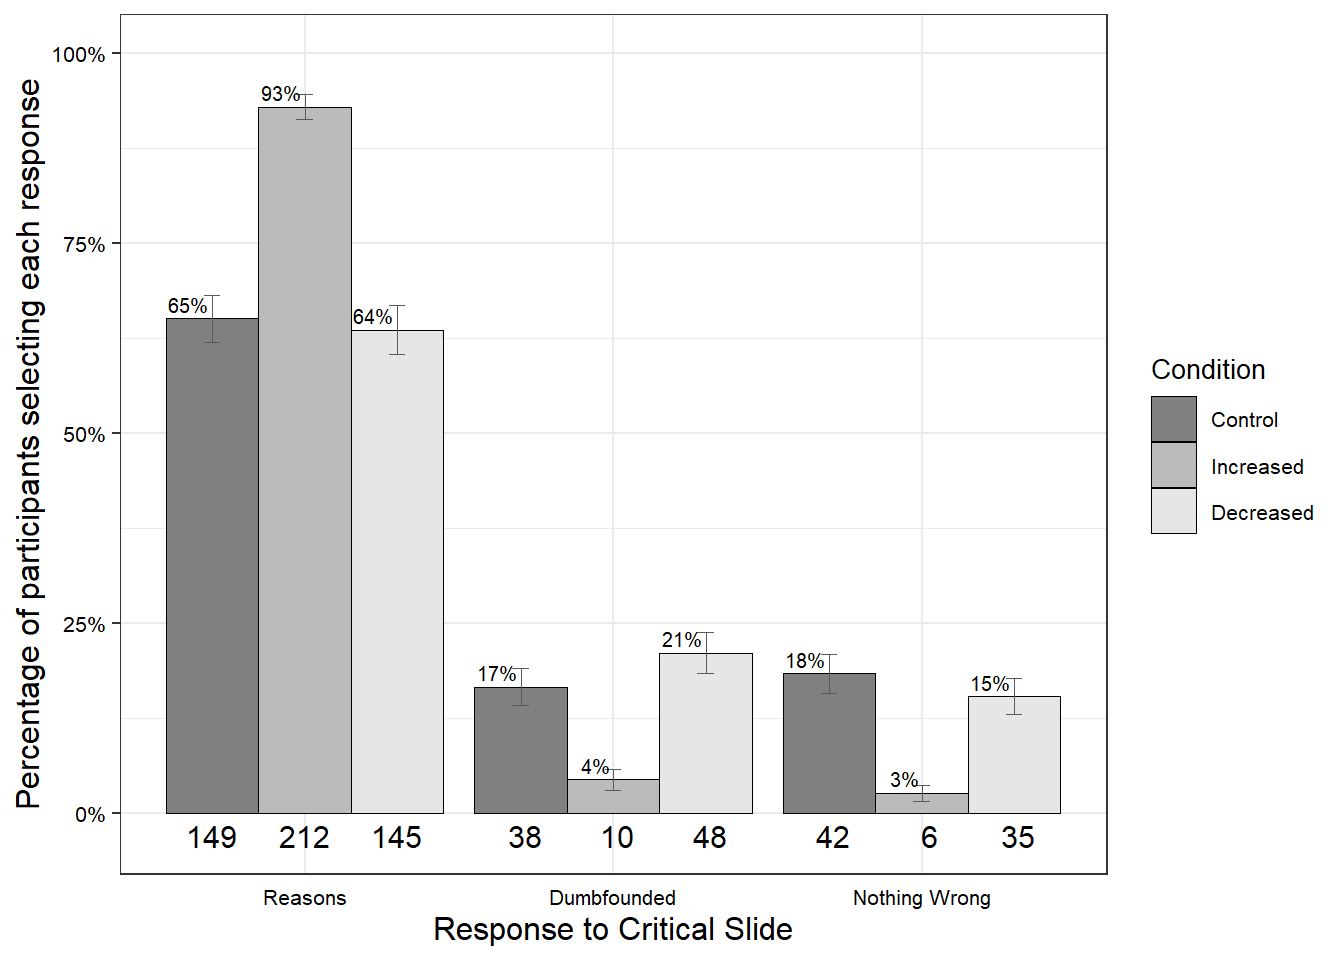 Percentage of participants selecting each response
100%
75%
50%
25%
0%
65%
93%
64%
17%
4%
21%
18%
3%
15%
149 212 145 38 10 48 42 6 35
Reasons Dumbfounded Nothing Wrong
Response to Critical Slide
Condition
Control
Increased
Decreased